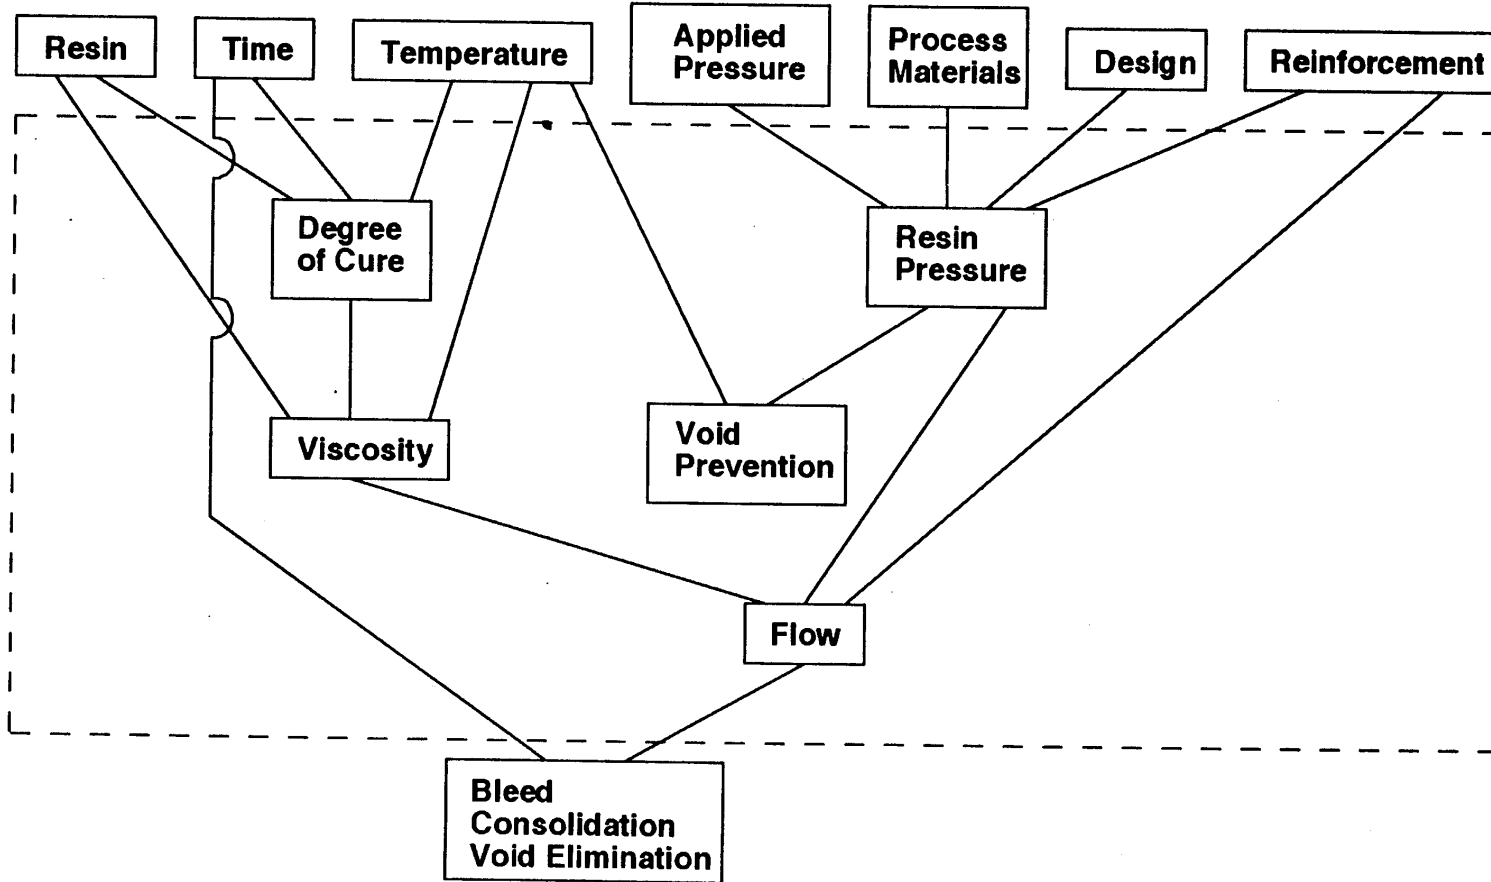 Resin
Time
Temperature
Applied
Pressure
Process
Materials
Design
Reinforcement
Degree
of Cure
Resin
Pressure
Viscosity
Void
Prevention
Flow
Bleed
Consolidation
Void Elimination